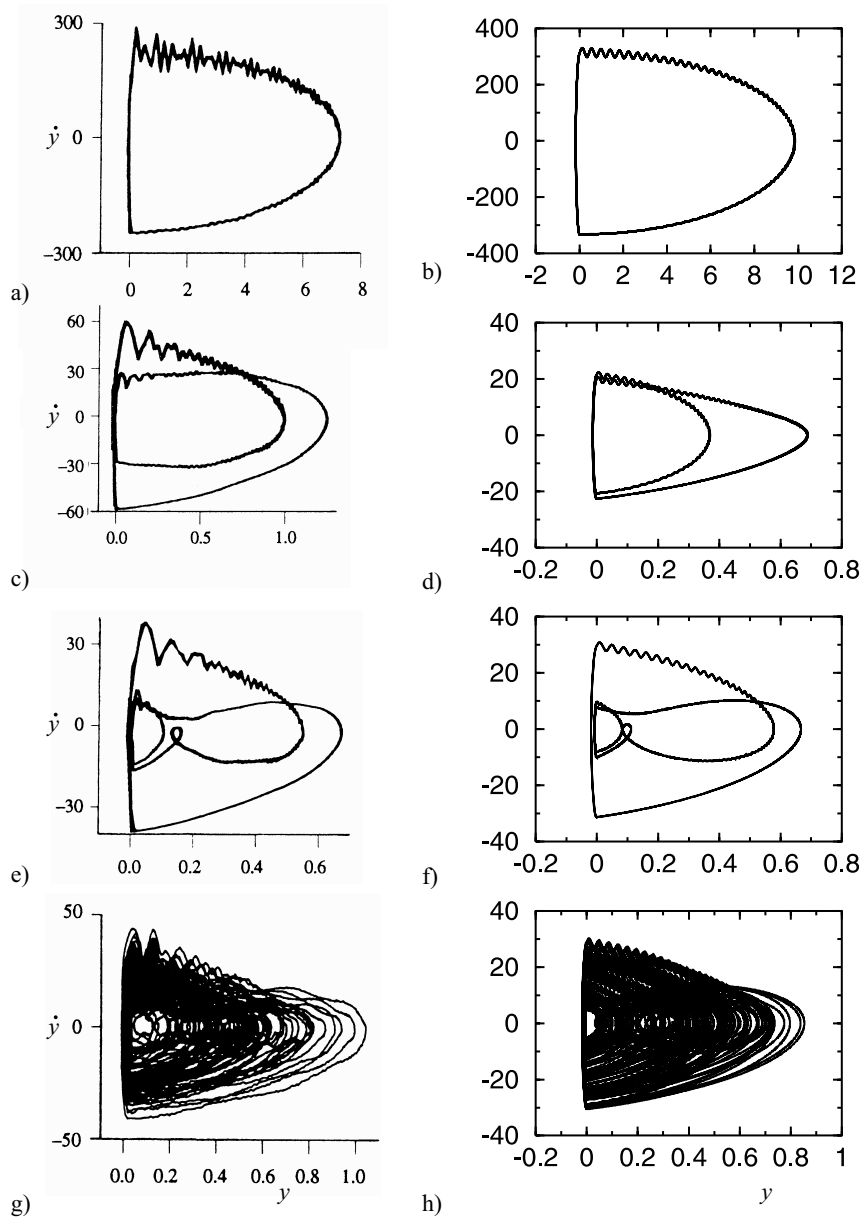 300
ẏ 0
−300
0 2 4 6 8
a)
400
200
0
-200
-400
-2 0 2 4 6 8 10 12
b)
60
30
ẏ 0
−30
−60
0.0 0.5 1.0
c)
40
20
0
-20
-40
-0.2 0 0.2 0.4 0.6 0.8
d)
30
ẏ 0
−30
0.0 0.2 0.4 0.6
e)
40
20
0
-20
-40
-0.2 0 0.2 0.4 0.6 0.8
f)
50
ẏ 0
-50
0.0 0.2 0.4 0.6 0.8 1.0
g) y
40
20
0
-20
-40
0.2 0 0.2 0.4 0.6 0.8 1
h) y